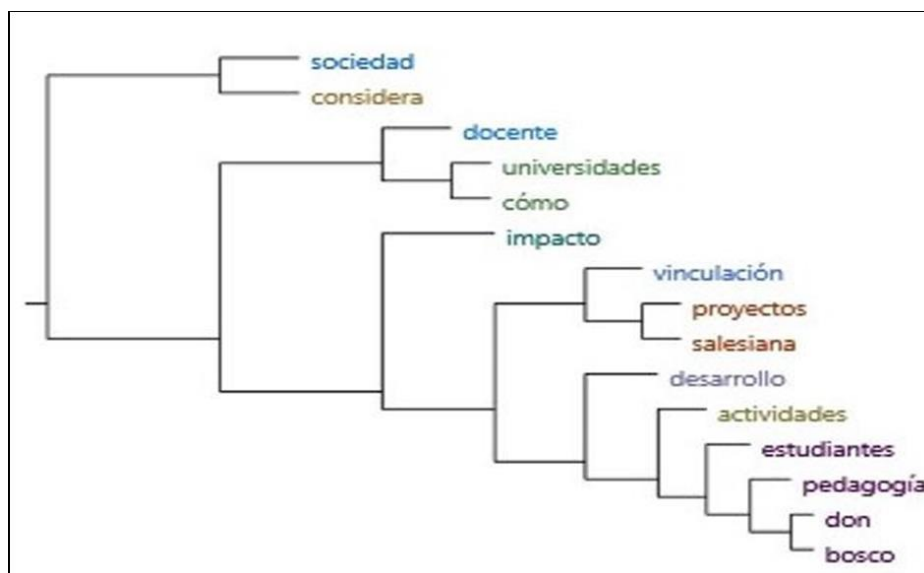 sociedad
considera
docente
universidades
cómo
impacto
vinculación
proyectos
salesiana
desarrollo
actividades
estudiantes
pedagogía
don
bosco